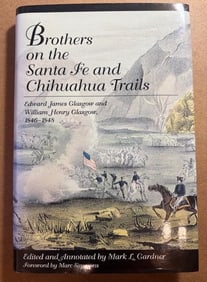 Brothers
on the
Santa Fe and
Chihuahua Trails
Edward James Glasgow and
William Henry Glasgow,
1846–1848
Edited and Annotated by Mark L. Gardner
Foreword by Marc Simmons